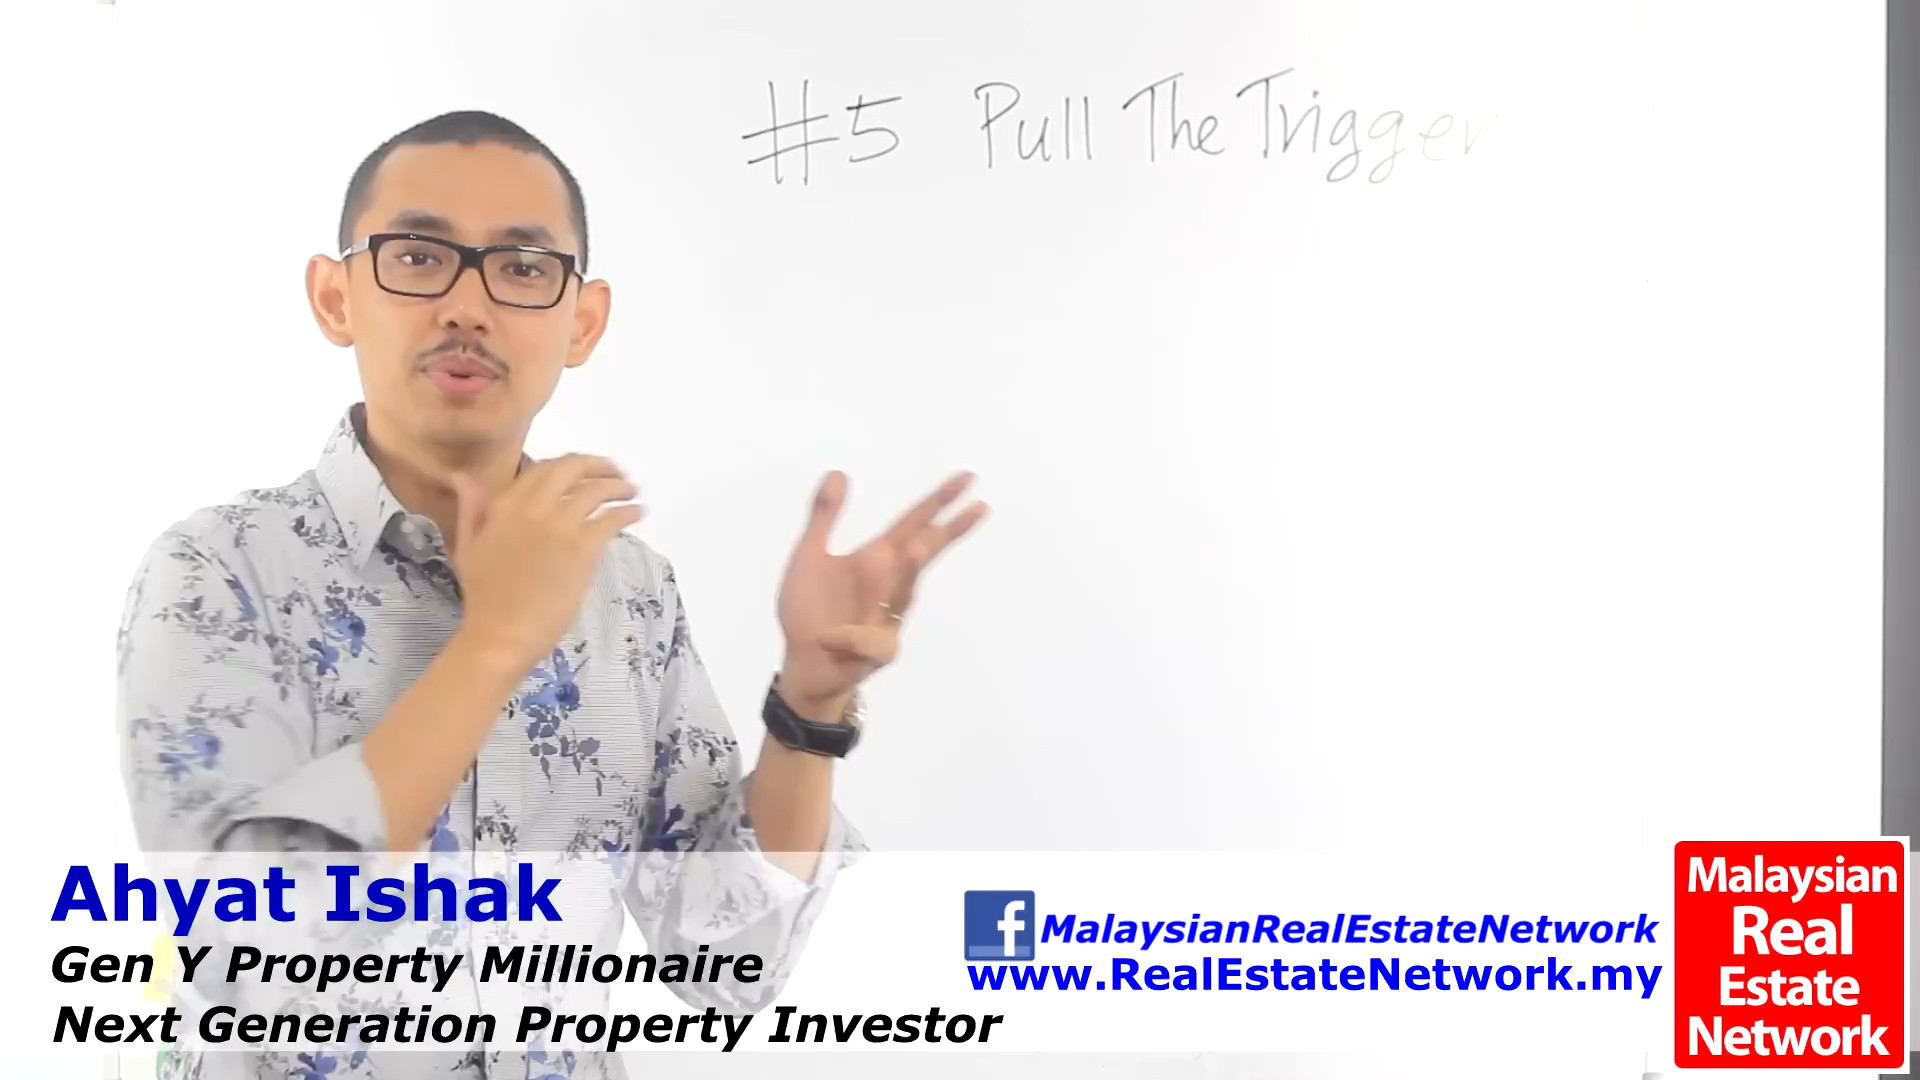 #5 Pull The Trigger
Ahyat Ishak
Gen Y Property Millionaire
Next Generation Property Investor
f MalaysianRealEstateNetwork
www.RealEstateNetwork.my
Malaysian
Real
Estate
Network